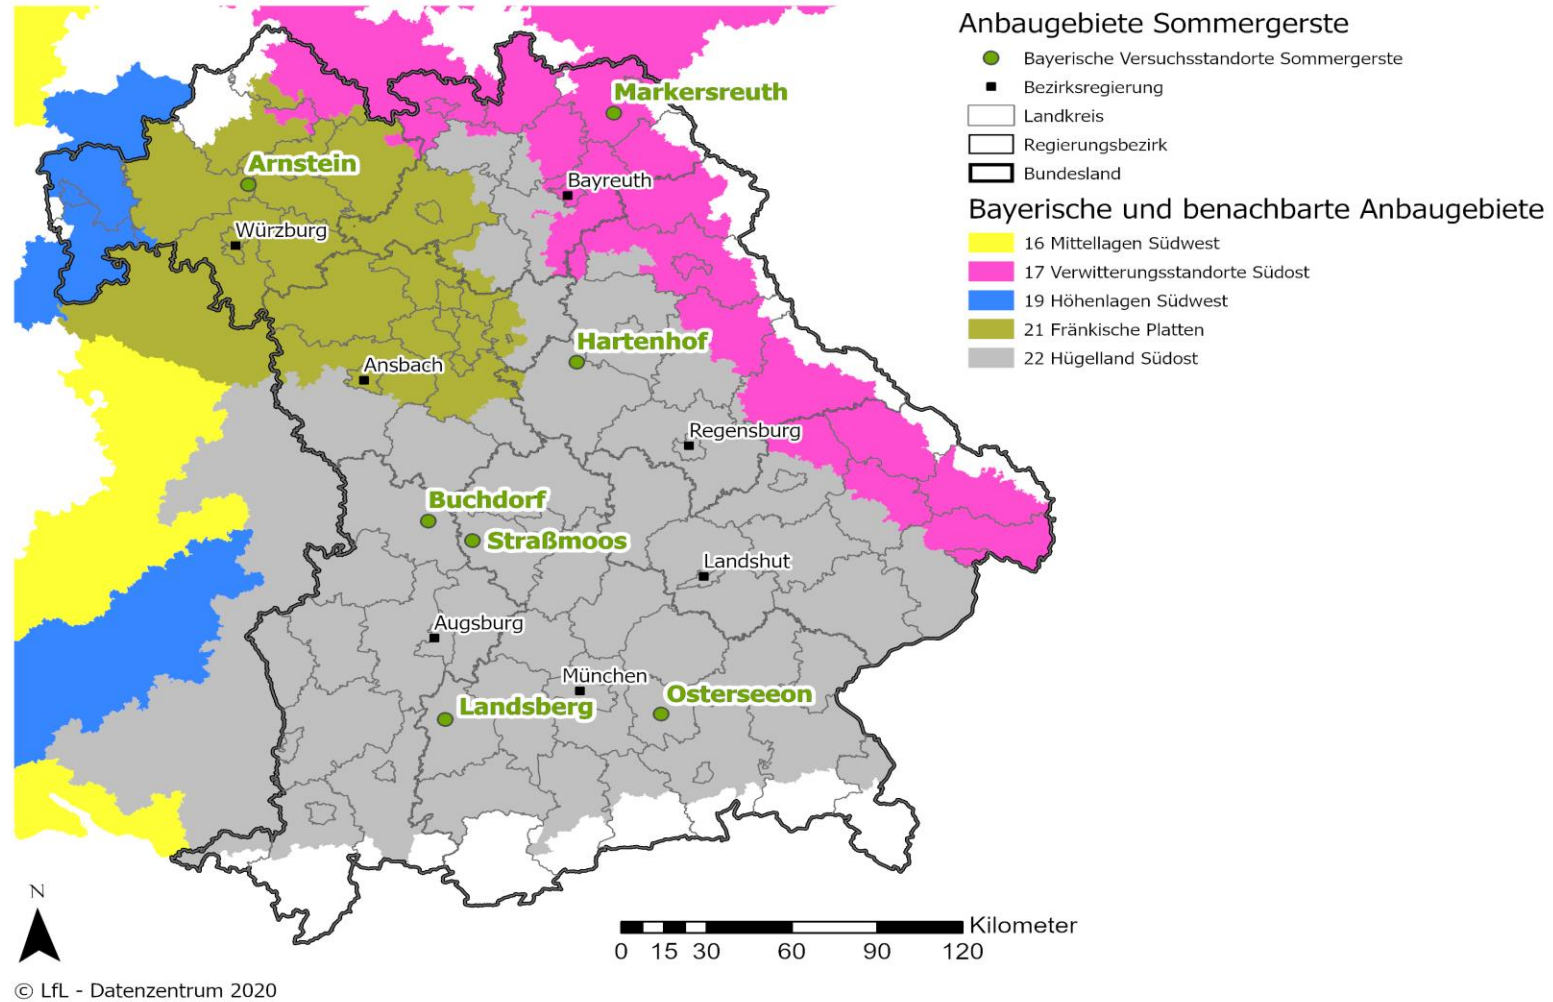 Anbaugebiete Sommergerste
Bayerische Versuchsstandorte Sommergerste
Bezirksregierung
Landkreis
Regierungsbezirk
Bundesland
Bayerische und benachbarte Anbaugebiete
16 Mittellagen Südwest
17 Verwitterungsstandorte Südost
19 Höhenlagen Südwest
21 Fränkische Platten
22 Hügelland Südost
Markersreuth
Arnstein
Bayreuth
Würzburg
Hartenhof
Ansbach
Regensburg
Buchdorf
Straßmoos
Landshut
Augsburg
München
Osterseeon
Landsberg
N
Kilometer
0 15 30 60 90 120
© LfL - Datenzentrum 2020